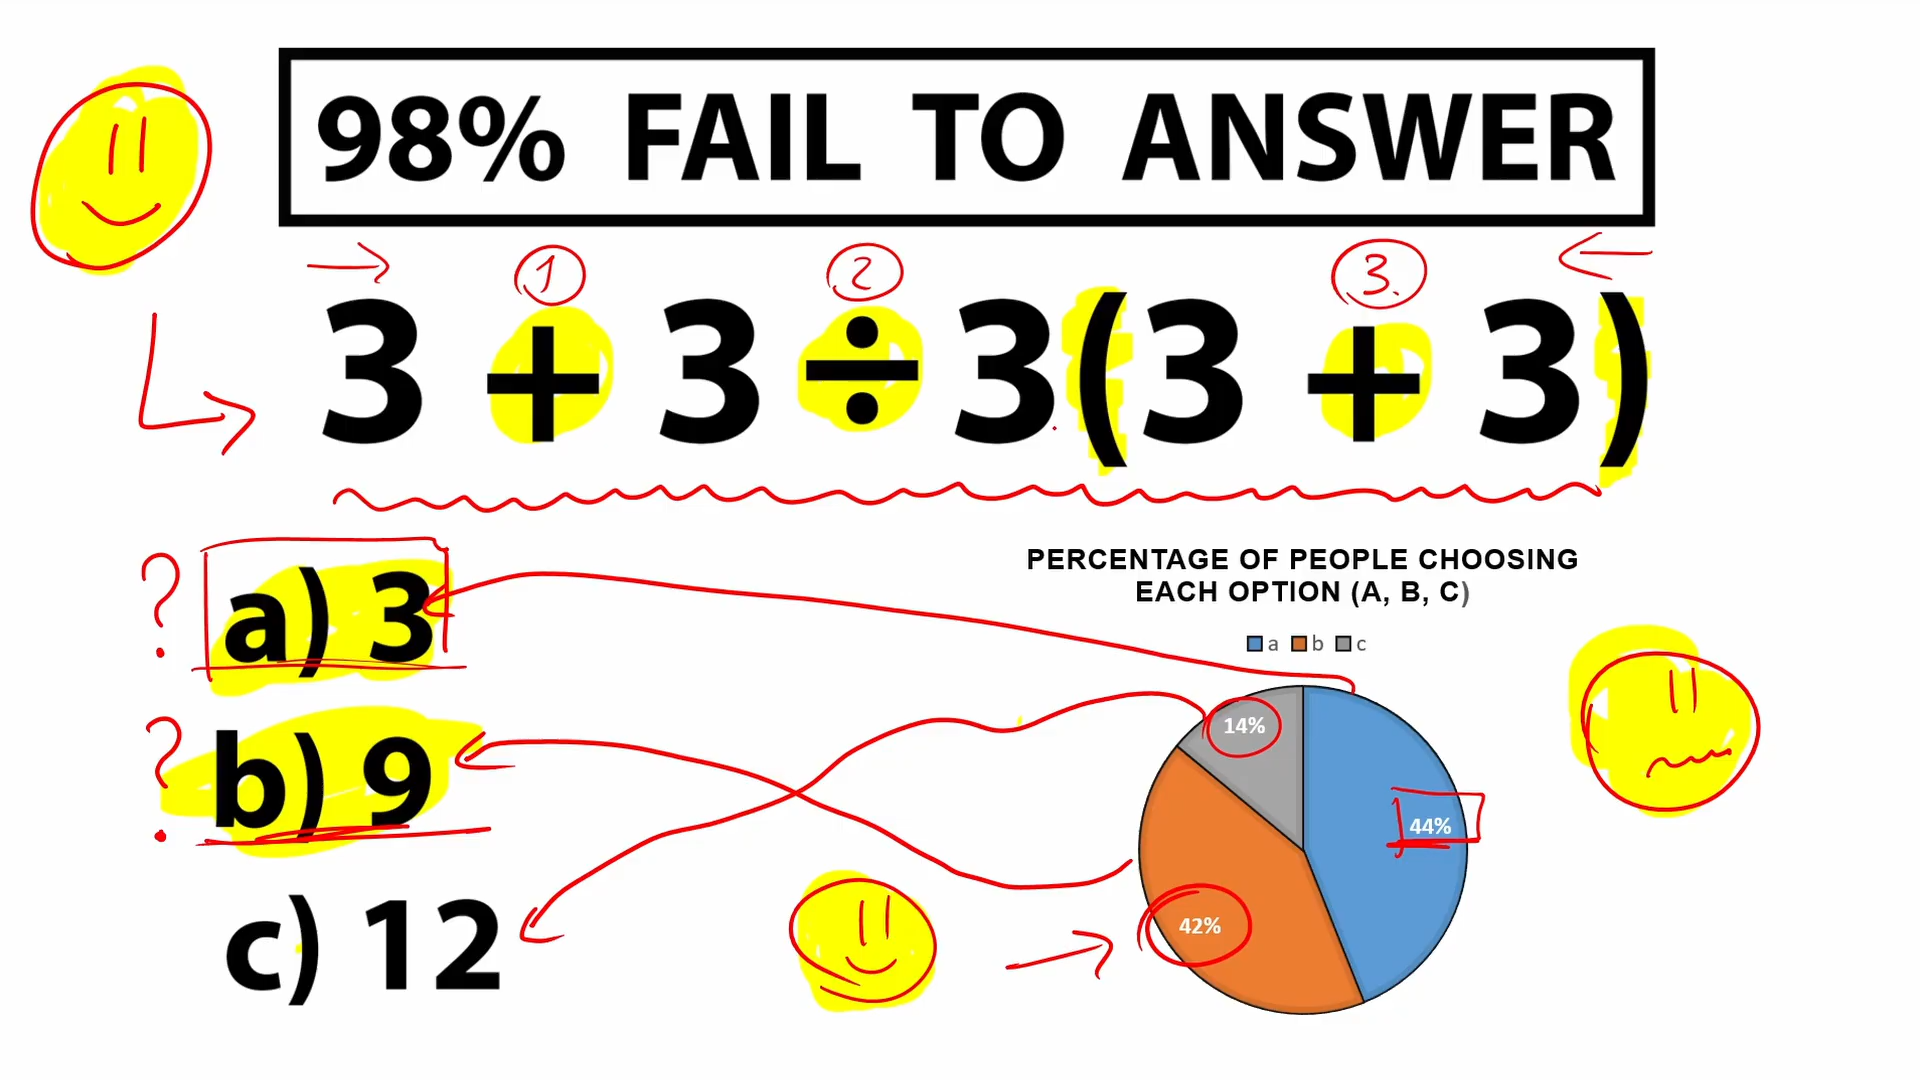 98% FAIL TO ANSWER
1 2 3.
3 + 3 ÷ 3(3 + 3)
? a) 3
? b) 9
c) 12
PERCENTAGE OF PEOPLE CHOOSING
EACH OPTION (A, B, C)
a b c
14%
44%
42%